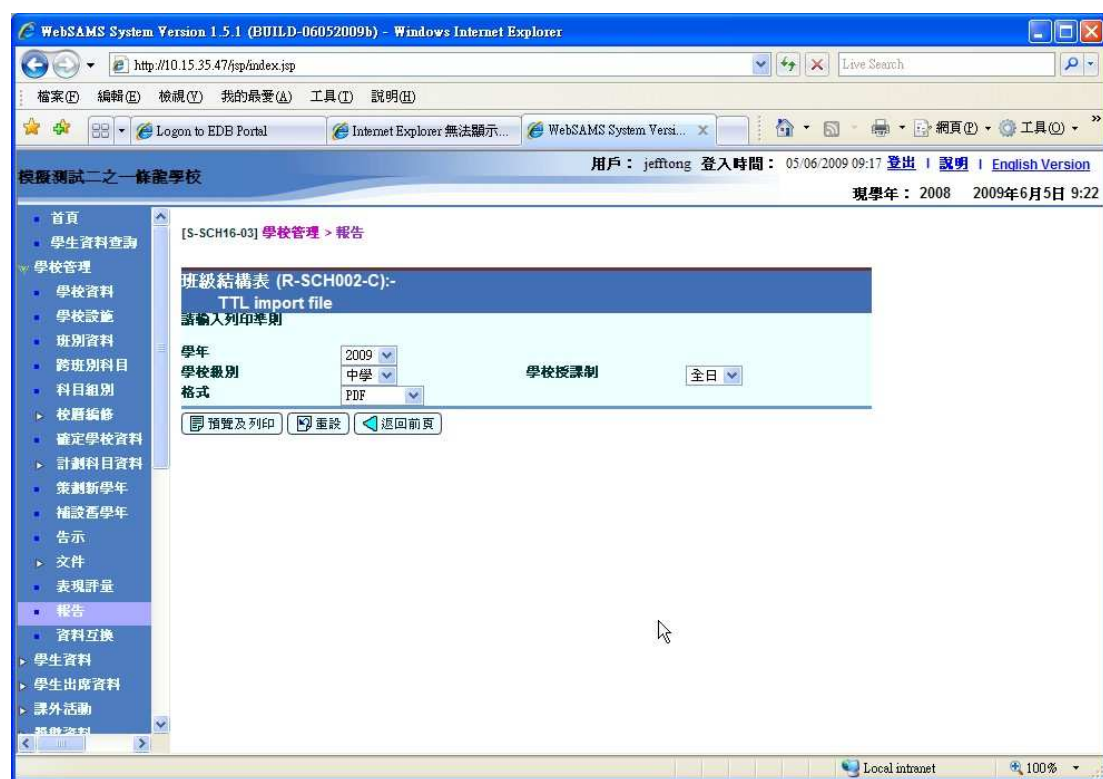 WebSAMS System Version 1.5.1 (BUILD-06052009b) - Windows Internet Explorer
http://10.15.35.47/jsp/index.jsp
Live Search
檔案(F) 編輯(E) 檢視(V) 我的最愛(A) 工具(T) 說明(H)
Logon to EDB Portal
Internet Explorer 無法顯示...
WebSAMS System Versi...
網頁(P)
工具(O)
模擬測試二之一條龍學校
用戶： jefftong 登入時間： 05/06/2009 09:17 登出 | 說明 | English Version
現學年： 2008 2009年6月5日 9:22
首頁
學生資料查詢
學校管理
學校資料
學校設施
班別資料
跨班別科目
科目組別
校曆編修
確定學校資料
計劃科目資料
策劃新學年
補設舊學年
告示
文件
表現評量
報告
資料互換
學生資料
學生出席資料
課外活動
[S-SCH16-03] 學校管理 > 報告
班級結構表 (R-SCH002-C):-
TTL import file
請輸入列印準則
學年 2009
學校級別 中學 學校授課制 全日
格式 PDF
預覽及列印 重設 返回前頁
Local intranet
100%